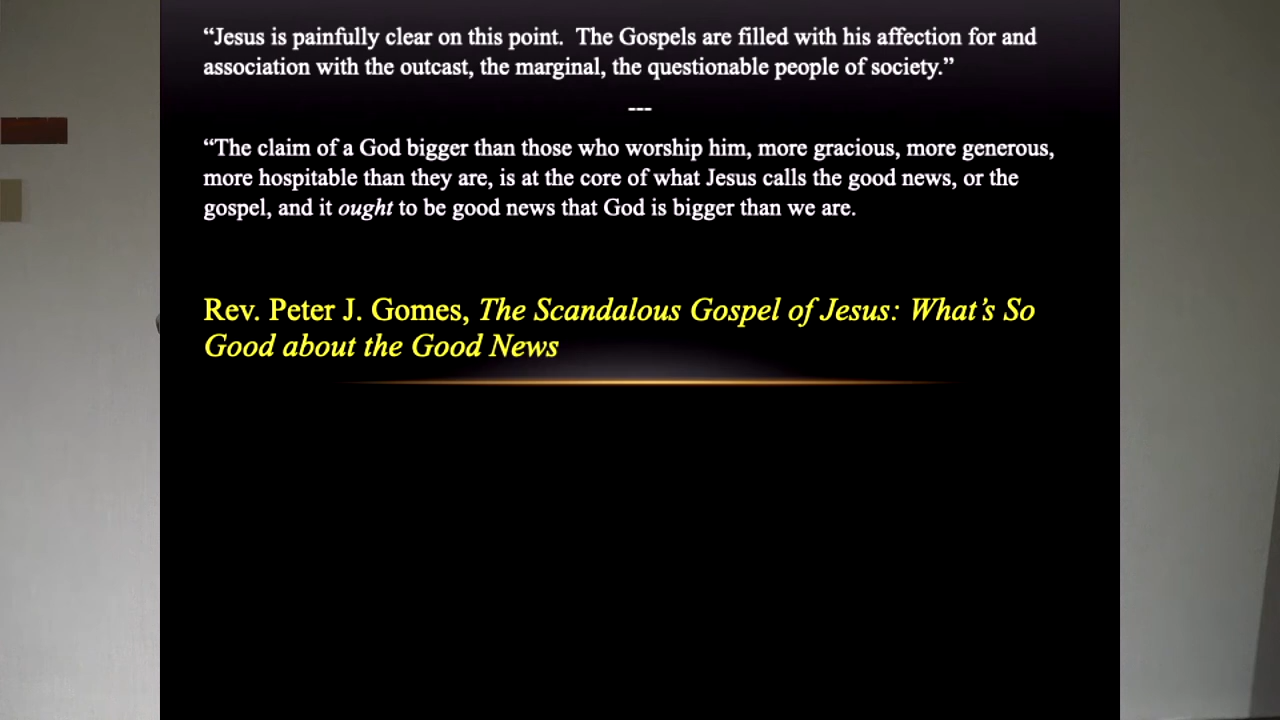 “Jesus is painfully clear on this point.  The Gospels are filled with his affection for and
association with the outcast, the marginal, the questionable people of society.”
---
“The claim of a God bigger than those who worship him, more gracious, more generous,
more hospitable than they are, is at the core of what Jesus calls the good news, or the
gospel, and it ought to be good news that God is bigger than we are.
Rev. Peter J. Gomes, The Scandalous Gospel of Jesus: What’s So
Good about the Good News